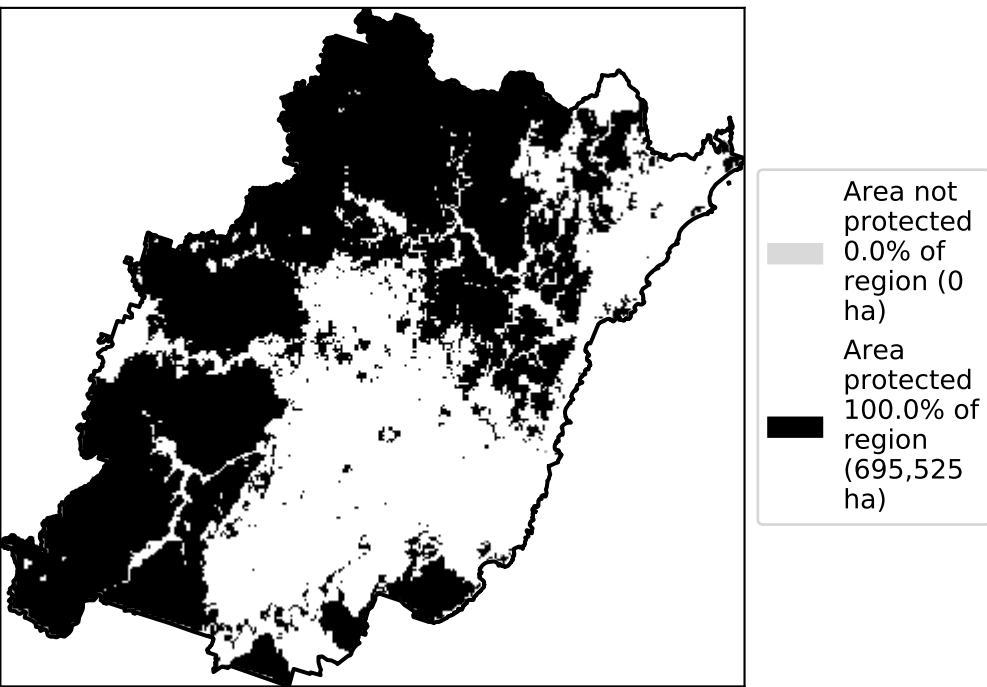 Area not
protected
0.0% of
region (0
ha)
Area
protected
100.0% of
region
(695,525
ha)